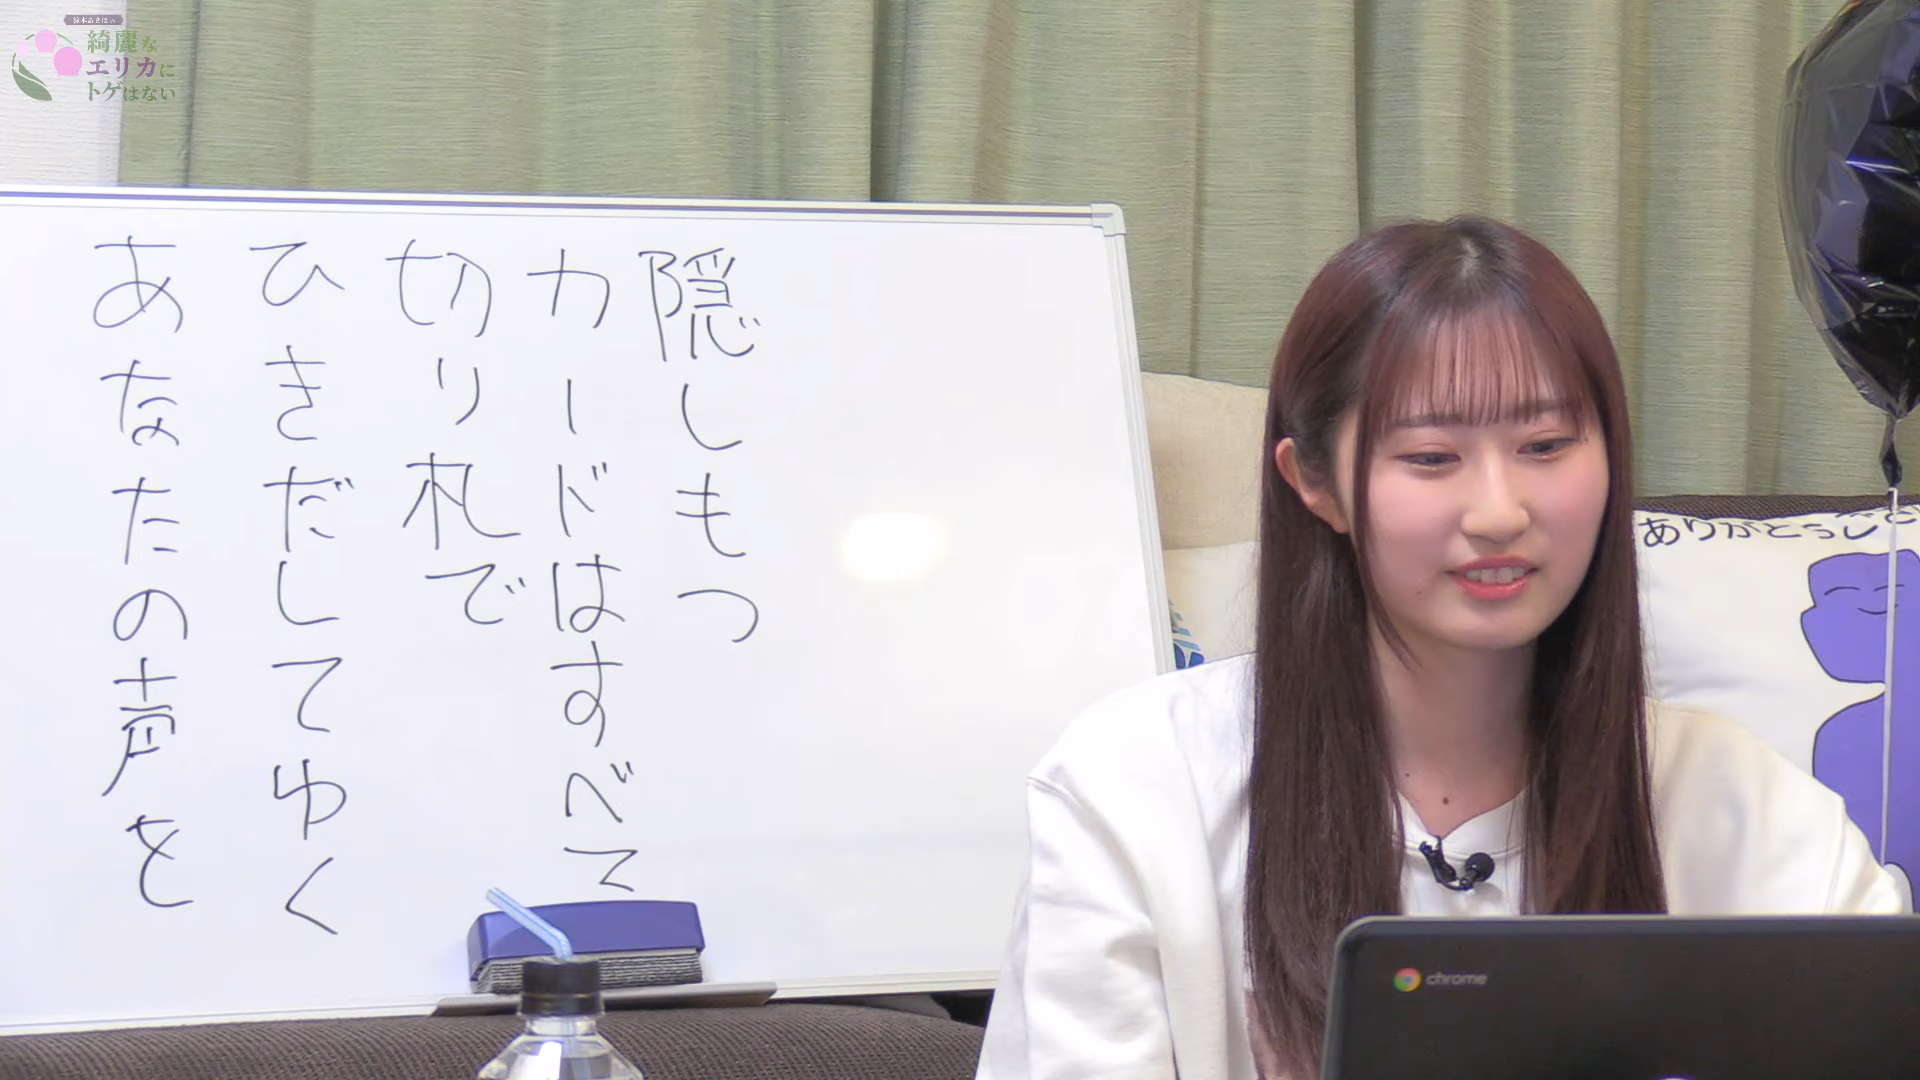 綺麗な
エリカに
トゲはない
隠しもつ
カードはすべて
切り札で
ひきだしてゆく
あなたの声を
ありがとうご
chrome